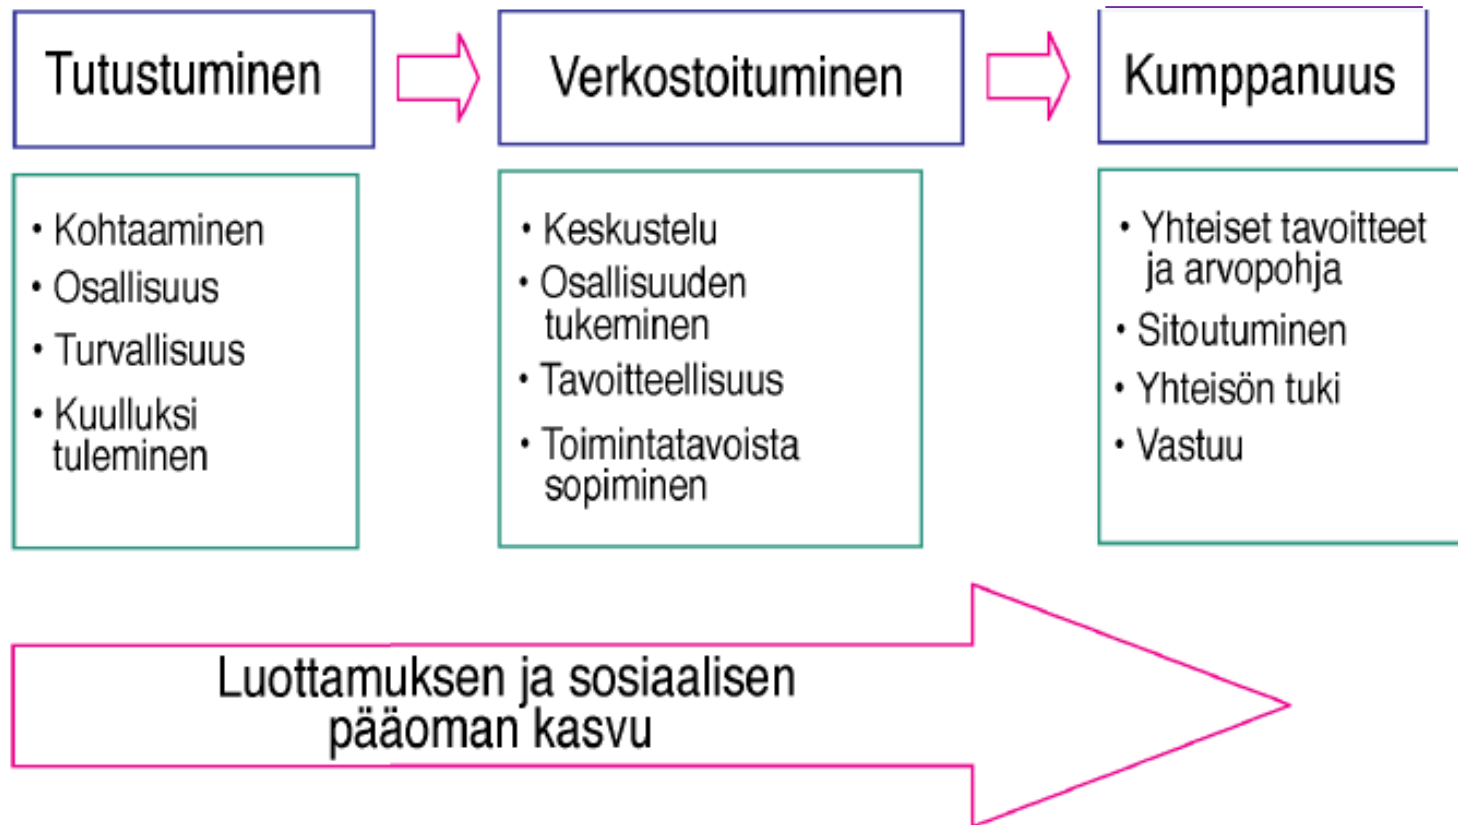 Tutustuminen
Verkostoituminen
Kumppanuus
• Kohtaaminen
• Osallisuus
• Turvallisuus
• Kuulluksi
tuleminen
• Keskustelu
• Osallisuuden
tukeminen
• Tavoitteellisuus
• Toimintatavoista
sopiminen
• Yhteiset tavoitteet
ja arvopohja
• Sitoutuminen
• Yhteisön tuki
• Vastuu
Luottamuksen ja sosiaalisen
pääoman kasvu